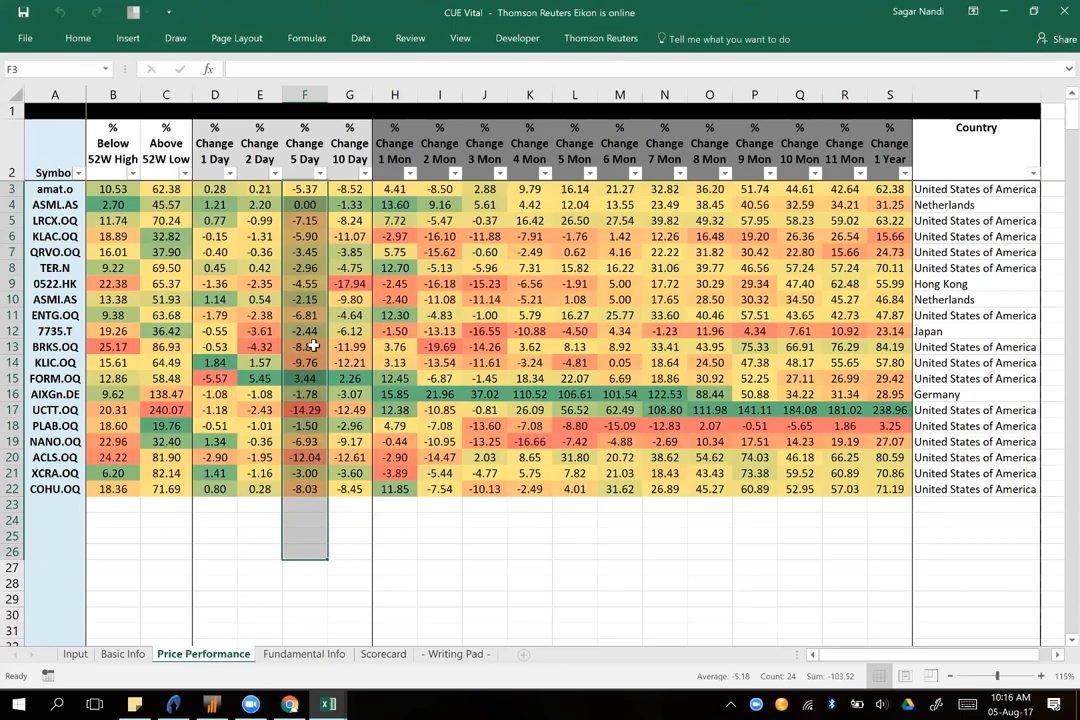 CUE Vital - Thomson Reuters Eikon is online
Sagar Nandi
File Home Insert Draw Page Layout Formulas Data Review View Developer Thomson Reuters Tell me what you want to do Share
F3 fx
A B C D E F G H I J K L M N O P Q R S T
1
% % % % % % % % % % % % % % % % % % Country
Below Above Change Change Change Change Change Change Change Change Change Change Change Change Change Change Change Change
2 Symbo 52W High 52W Low 1 Day 2 Day 5 Day 10 Day 1 Mon 2 Mon 3 Mon 4 Mon 5 Mon 6 Mon 7 Mon 8 Mon 9 Mon 10 Mon 11 Mon 1 Year
3 amat.o 10.53 62.38 0.28 0.21 -5.37 -8.52 4.41 -8.50 2.88 9.79 16.14 21.27 32.82 36.20 51.74 44.61 42.64 62.38 United States of America
4 ASML.AS 2.70 45.57 1.21 2.41 0.00 -1.33 13.60 9.16 5.61 4.42 12.04 13.55 23.49 38.45 40.56 32.59 34.21 31.25 Netherlands
5 LRCX.OQ 11.74 70.24 0.77 -0.99 -7.15 -8.24 7.72 -5.47 -0.37 16.42 26.50 27.54 39.82 49.32 57.95 58.23 59.02 63.22 United States of America
6 KLAC.OQ 18.89 32.82 -0.15 -1.31 -5.90 -11.07 -2.97 -16.10 -11.88 -7.91 -1.76 1.42 12.26 16.48 19.20 26.36 26.54 15.66 United States of America
7 QRVO.OQ 16.01 37.90 -0.40 -0.36 -3.45 -3.85 5.75 -15.62 -0.60 -2.49 0.62 4.16 22.22 31.82 30.42 22.80 15.66 24.73 United States of America
8 TER.N 9.22 69.50 0.45 0.42 -2.96 -4.75 12.70 -5.13 -5.96 7.31 15.82 16.22 31.06 39.77 46.56 57.24 57.24 70.11 United States of America
9 0522.HK 22.38 65.37 -1.36 -2.35 -4.55 -17.94 -2.45 -16.18 -15.23 -6.56 -1.91 5.00 17.72 30.29 29.34 47.40 62.48 55.99 Hong Kong
10 ASMI.AS 13.38 51.93 1.14 0.54 -2.15 -9.80 -2.40 -11.08 -11.14 -5.21 1.08 5.00 17.65 28.50 30.32 34.50 45.27 46.84 Netherlands
11 ENTG.OQ 9.38 63.68 -1.79 -2.38 -6.81 -4.64 12.30 -4.83 -1.00 5.79 16.27 25.77 33.60 40.46 57.51 43.65 42.73 47.87 United States of America
12 7735.T 19.26 36.42 -0.19 -3.61 -2.44 -6.12 -1.50 -13.13 -16.55 -10.88 -4.50 4.34 -1.23 11.96 4.34 7.61 10.92 23.14 Japan
13 BRKS.OQ 25.17 86.93 -0.53 -4.32 -11.99 3.76 -19.69 -14.26 3.62 3.92 5.41 33.41 43.95 75.33 66.91 76.29 84.19 United States of America
14 KLIC.OQ 15.61 64.49 1.84 1.57 -9.76 -12.21 3.13 -13.54 -11.61 -3.24 -4.81 0.05 18.64 24.50 47.38 48.17 55.65 57.80 United States of America
15 FORM.OQ 12.86 58.48 -5.57 5.45 3.44 2.26 12.45 -6.87 -1.45 18.34 22.07 6.69 18.86 30.92 52.25 27.11 26.99 29.42 United States of America
16 AIXGn.DE 9.62 138.47 -1.08 -1.08 -1.78 -3.07 15.85 21.96 37.02 110.52 106.61 101.54 122.53 88.44 50.88 34.22 31.34 28.95 Germany
17 UCTT.OQ 20.31 240.07 -1.18 -2.43 -14.29 -12.49 12.38 -10.85 -0.81 26.09 56.52 62.49 108.80 111.98 141.11 184.08 181.02 238.96 United States of America
18 PLAB.OQ 18.60 19.76 -0.51 -1.01 -1.50 -2.96 4.79 -7.08 -13.60 -7.08 -8.80 -15.09 -12.83 2.07 -0.51 -5.65 1.86 3.25 United States of America
19 NANO.OQ 22.96 32.40 1.34 -0.36 -6.93 -9.17 -0.44 -10.95 -13.25 -16.66 -7.42 -4.88 -2.69 10.34 17.51 14.23 19.19 27.07 United States of America
20 ACLS.OQ 24.22 81.90 -2.90 -1.95 -12.04 -12.61 -2.90 -14.47 2.03 8.65 31.80 20.72 38.62 54.62 74.03 46.18 66.25 80.59 United States of America
21 XCRA.OQ 6.20 82.14 1.41 -1.16 -3.00 -3.60 -3.89 -5.44 -4.77 5.75 7.82 21.03 18.43 43.43 73.38 59.52 60.89 70.86 United States of America
22 COHU.OQ 18.36 71.69 0.80 0.28 -8.03 -8.45 11.85 -7.54 -10.13 -2.49 4.01 31.62 26.89 45.27 60.89 52.95 57.03 71.19 United States of America
23
24
25
26
27
28
29
30
31
Input Basic Info Price Performance Fundamental Info Scorecard - Writing Pad -
Ready Average: -5.18 Count: 24 Sum: -103.52 115%
10:16 AM
05-Aug-17